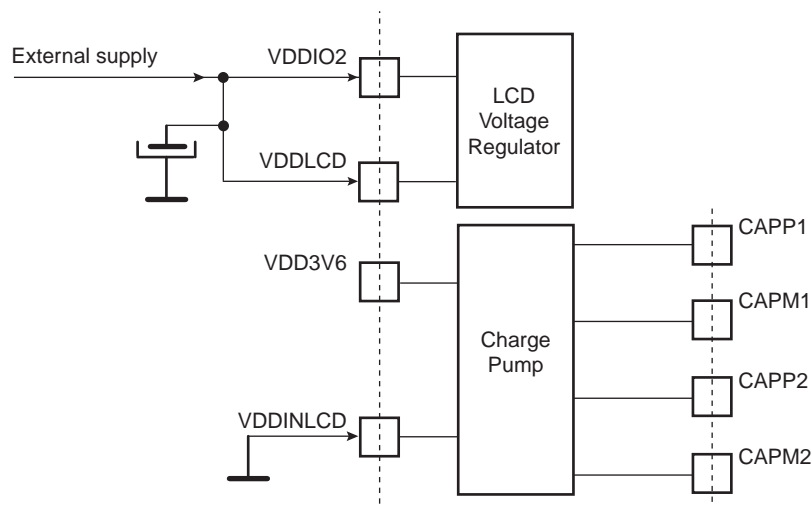 External supply
VDDIO2
LCD
Voltage
Regulator
VDDLCD
VDD3V6
Charge
Pump
VDDINLCD
CAPP1
CAPM1
CAPP2
CAPM2